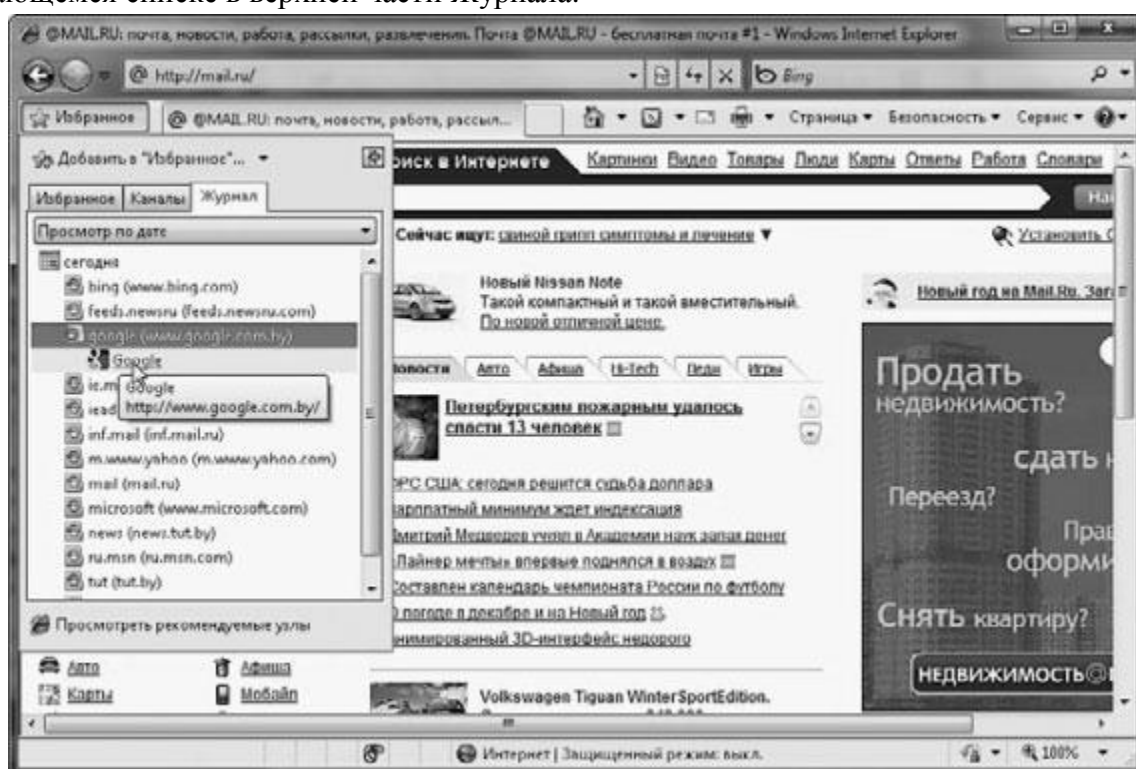 ющемся списке в верхней части Журнала.
@MAIL.RU: почта, новости, работа, рассылки, развлечения. Почта @MAIL.RU - бесплатная почта #1 - Windows Internet Explorer
http://mail.ru/
Bing
Избранное
@MAIL.RU: почта, новости, работа, рассыл...
Страница
Безопасность
Сервис
Добавить в "Избранное"...
оиск в Интернете
Картинки Видео Товары Люди Карты Ответы Работа Словари
Избранное Каналы Журнал
На
Просмотр по дате
Сейчас ищут: свиной грипп симптомы и лечение
Установить
сегодня
bing (www.bing.com)
feeds.newsru (feeds.newsru.com)
google (www.google.com.by)
Google
Google
http://www.google.com.by/
ie.m
iead
inf.mail (inf.mail.ru)
m.www.yahoo (m.www.yahoo.com)
mail (mail.ru)
microsoft (www.microsoft.com)
news (news.tut.by)
ru.msn (ru.msn.com)
tut (tut.by)
Просмотреть рекомендуемые узлы
Новый Nissan Note
Такой компактный и такой вместительный.
По новой отличной цене.
Новый год на Mail.Ru. Заг
овости Авто Афиша Hi-Tech Леди Игры
Петербургским пожарным удалось
спасти 13 человек
ФРС США: сегодня решится судьба доллара
арплатный минимум ждет индексация
митрий Медведев учуял в Академии наук запах денег
Лайнер мечты» впервые поднялся в воздух
Составлен календарь чемпионата России по футболу
О погоде в декабре и на Новый год
нимированный 3D-интерфейс недорого
Продать
недвижимость?
сдать
Переезд?
Прав
оформи
Снять квартиру?
НЕДВИЖИМОСТЬ@
Авто
Афиша
Карты
Мобайл
Volkswagen Tiguan WinterSportEdition.
Интернет | Защищенный режим: выкл.
100%